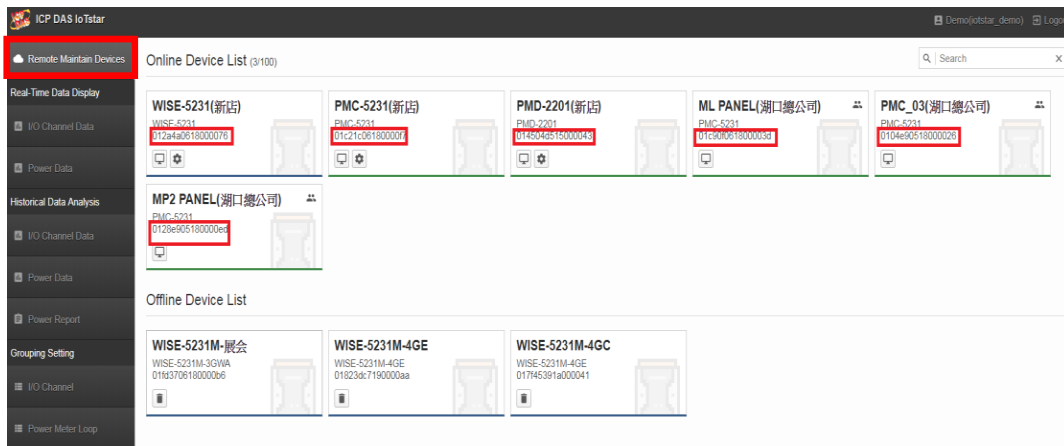 ICP DAS IoTstar
Demo(iotstar_demo) Logo
Remote Maintain Devices
Real-Time Data Display
I/O Channel Data
Power Data
Historical Data Analysis
I/O Channel Data
Power Data
Power Report
Grouping Setting
I/O Channel
Power Meter Loop
Online Device List (3/100)
Search X
WISE-5231(新店)
WISE-5231
012a4a0618000076
PMC-5231(新店)
PMC-5231
01c21c06180000f7
PMD-2201(新店)
PMD-2201
014504d515000043
ML PANEL(湖口總公司)
PMC-5231
01c90f061800003d
PMC_03(湖口總公司)
PMC-5231
0104e90518000026
MP2 PANEL(湖口總公司)
PMC-5231
0128e905180000ed
Offline Device List
WISE-5231M-展会
WISE-5231M-3GWA
01fd3706180000b6
WISE-5231M-4GE
WISE-5231M-4GE
01823dc7190000aa
WISE-5231M-4GC
WISE-5231M-4GE
017f45391a000041